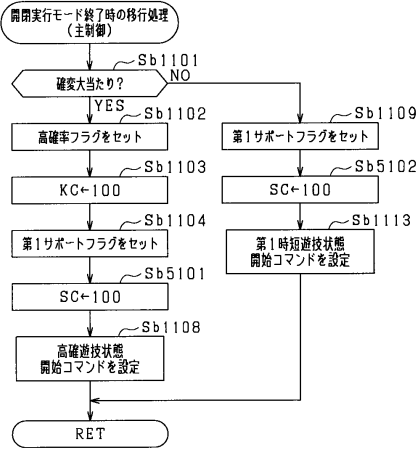 開閉実行モード終了時の移行処理
(主制御)
Sb1101
確変大当たり?
NO
YES
Sb1102
高確率フラグをセット
Sb1103
KC←100
Sb1104
第1サポートフラグをセット
Sb5101
SC←100
Sb1108
高確遊技状態
開始コマンドを設定
Sb1109
第1サポートフラグをセット
Sb5102
SC←100
Sb1113
第1時短遊技状態
開始コマンドを設定
RET